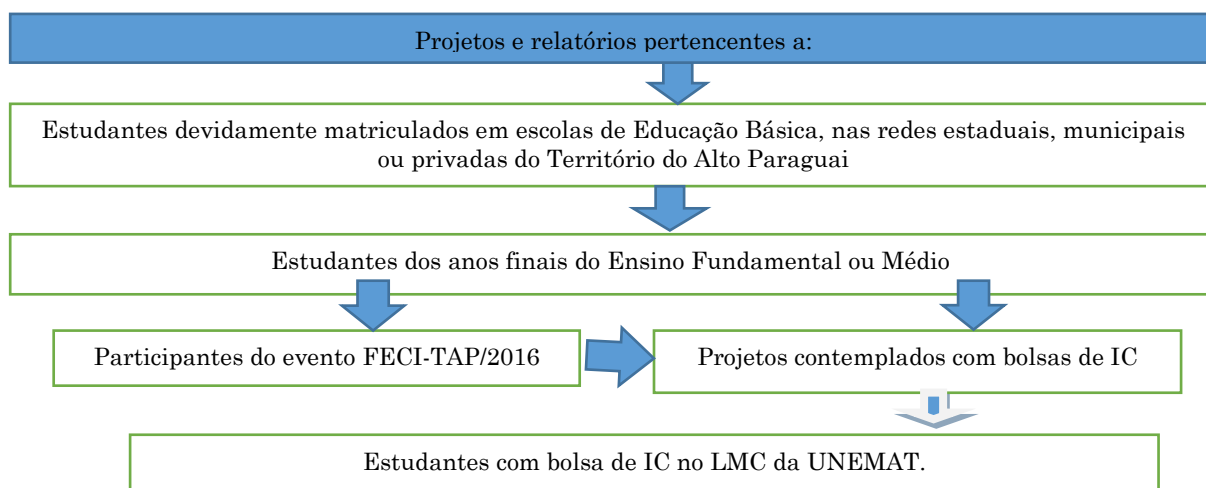 Projetos e relatórios pertencentes a:
Estudantes devidamente matriculados em escolas de Educação Básica, nas redes estaduais, municipais
ou privadas do Território do Alto Paraguai
Estudantes dos anos finais do Ensino Fundamental ou Médio
Participantes do evento FECI-TAP/2016
Projetos contemplados com bolsas de IC
Estudantes com bolsa de IC no LMC da UNEMAT.